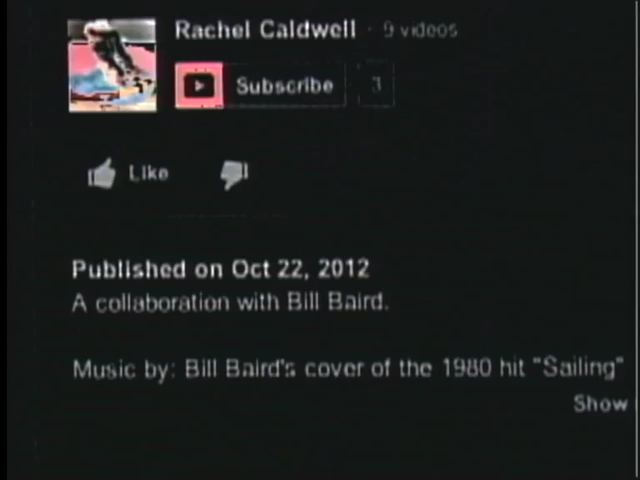 Rachel Caldwell · 9 videos
Subscribe 3
Like
Published on Oct 22, 2012
A collaboration with Bill Baird.
Music by: Bill Baird's cover of the 1980 hit "Sailing"
Show